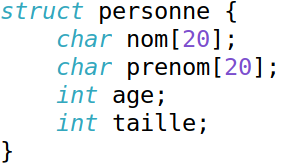 struct personne {
    char nom[20];
    char prenom[20];
    int age;
    int taille;
}